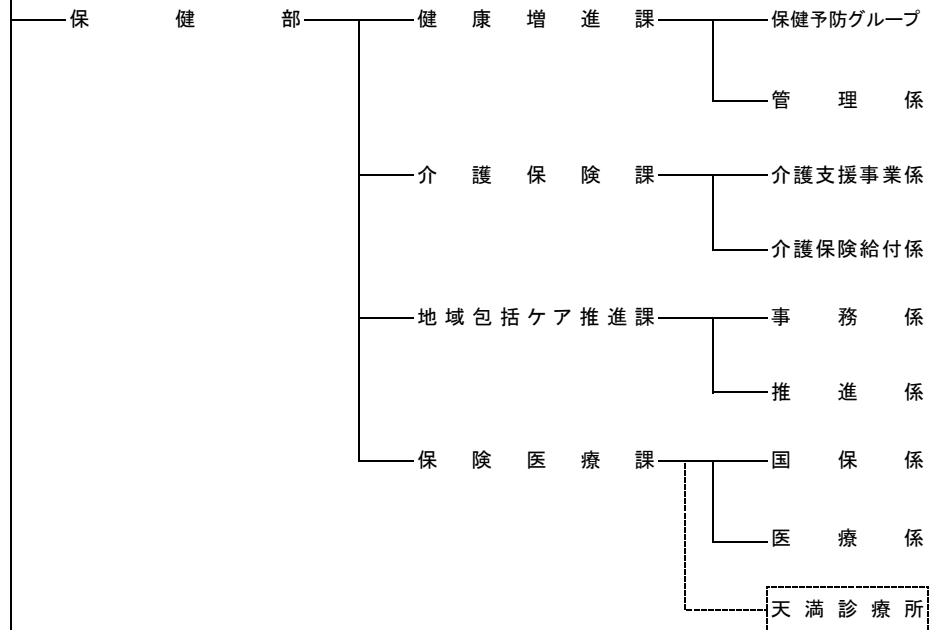 保健部 健康増進課 保健予防グループ
管理係
介護保険課 介護支援事業係
介護保険給付係
地域包括ケア推進課 事務係
推進係
保険医療課 国保係
医療係
天満診療所